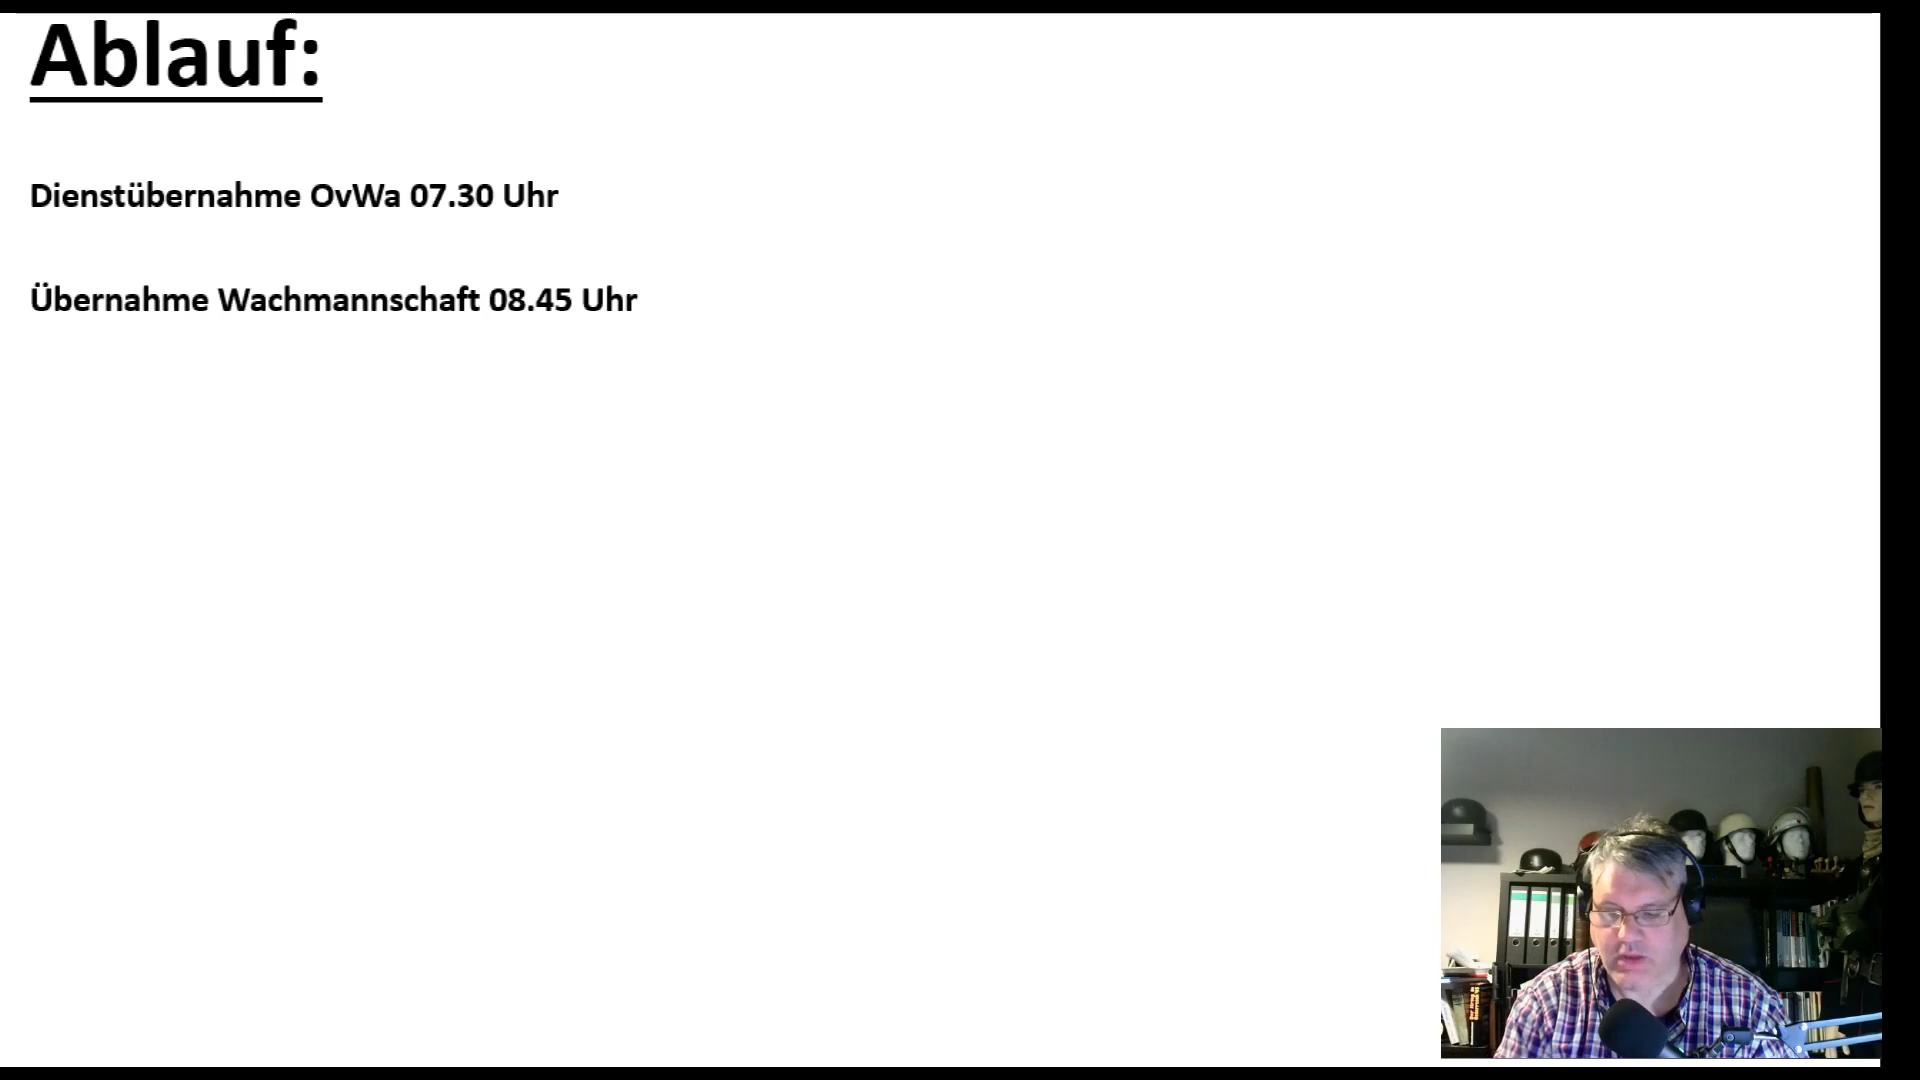 Ablauf:
Dienstübernahme OvWa 07.30 Uhr
Übernahme Wachmannschaft 08.45 Uhr